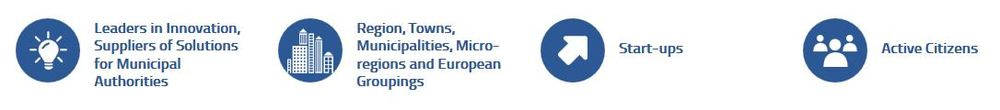 Leaders in Innovation,
Suppliers of Solutions
for Municipal
Authorities
Region, Towns,
Municipalities, Micro-
regions and European
Groupings
Start-ups
Active Citizens